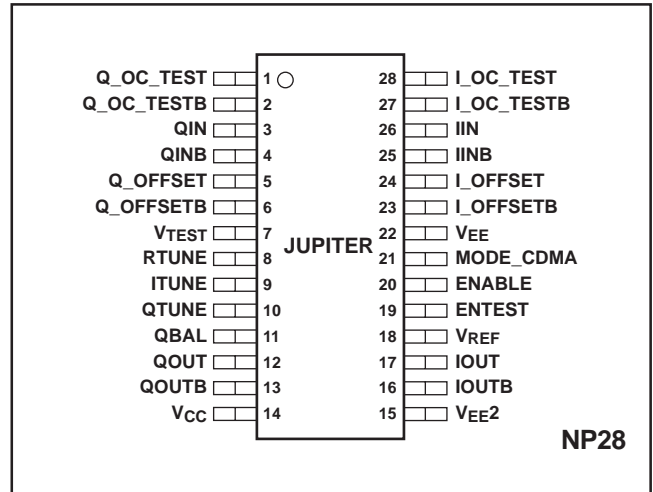 Q_OC_TEST 1 28 I_OC_TEST
Q_OC_TESTB 2 27 I_OC_TESTB
QIN 3 26 IIN
QINB 4 25 IINB
Q_OFFSET 5 24 I_OFFSET
Q_OFFSETB 6 23 I_OFFSETB
VTEST 7 22 VEE
JUPITER
RTUNE 8 21 MODE_CDMA
ITUNE 9 20 ENABLE
QTUNE 10 19 ENTEST
QBAL 11 18 VREF
QOUT 12 17 IOUT
QOUTB 13 16 IOUTB
VCC 14 15 VEE2
NP28